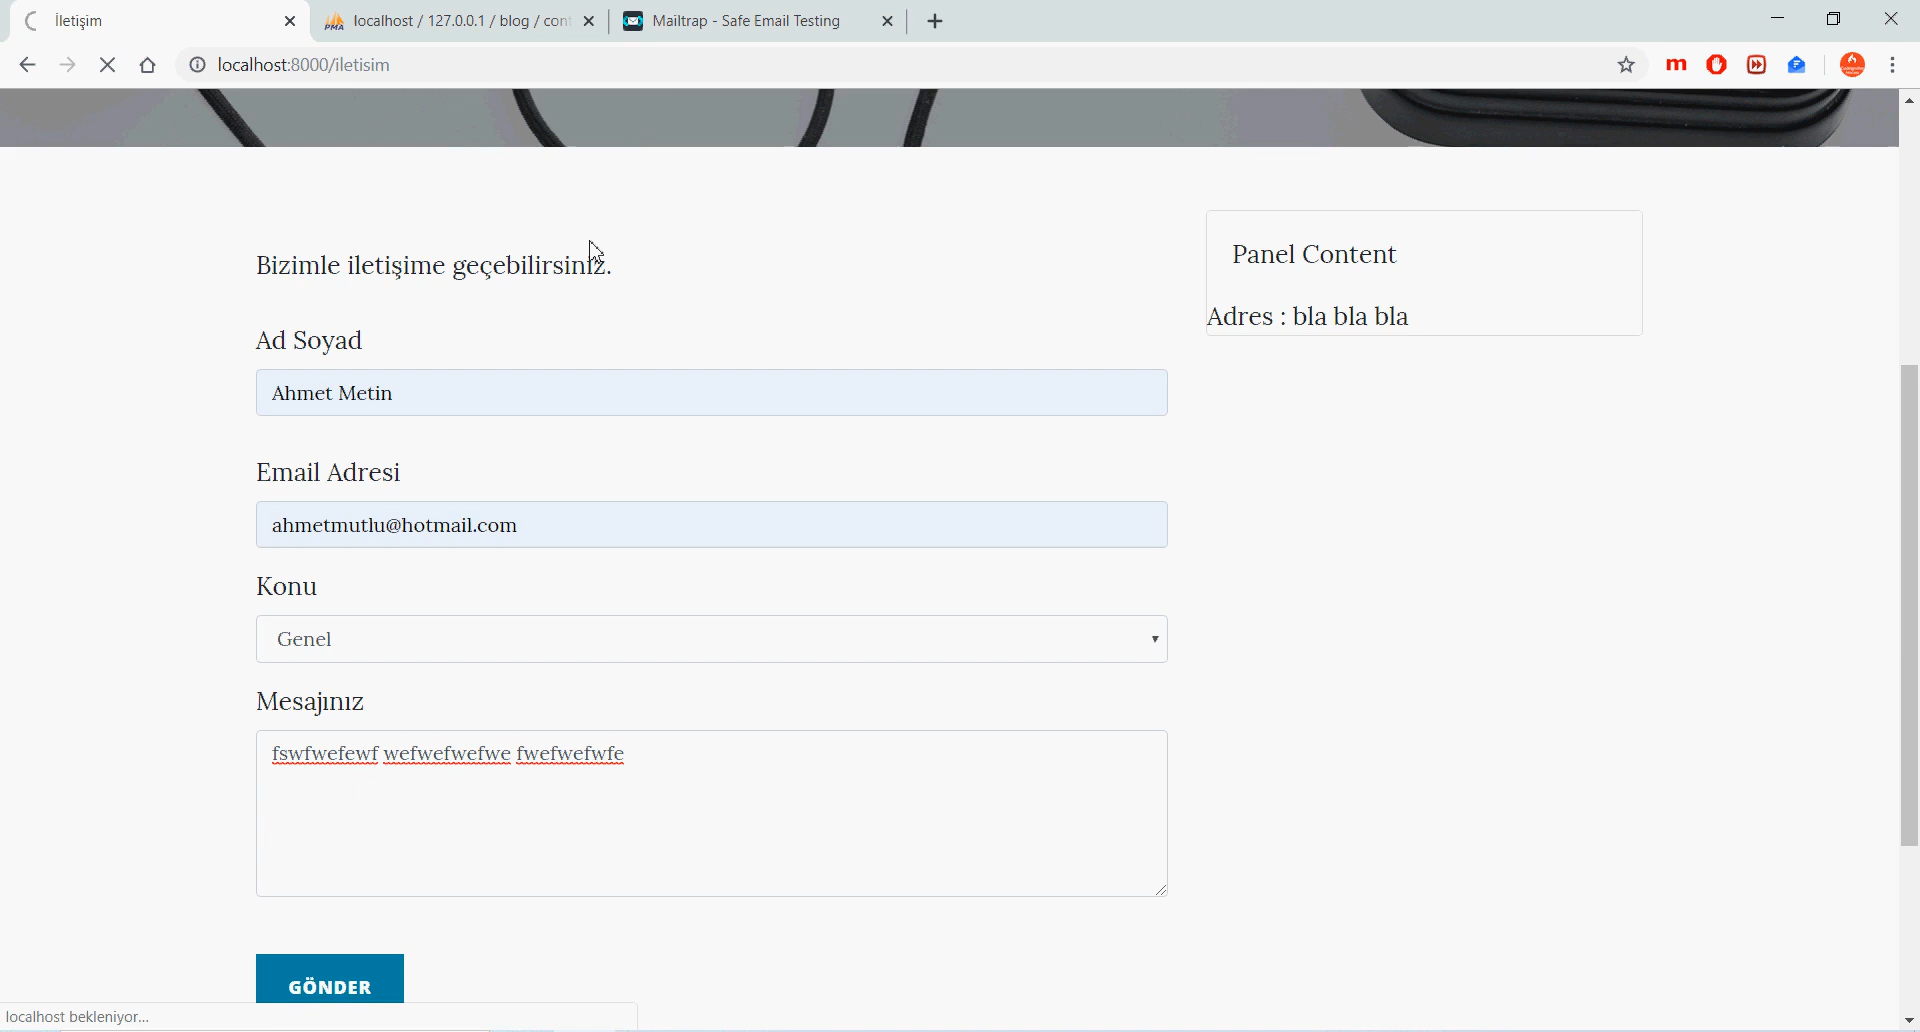 İletişim
localhost / 127.0.0.1 / blog / cont
Mailtrap - Safe Email Testing
localhost:8000/iletisim
Bizimle iletişime geçebilirsiniz.
Ad Soyad
Ahmet Metin
Email Adresi
ahmetmutlu@hotmail.com
Konu
Genel
Mesajınız
fswfwefewf wefwefwefwe fwefwefwfe
GÖNDER
Panel Content
Adres : bla bla bla
localhost bekleniyor...